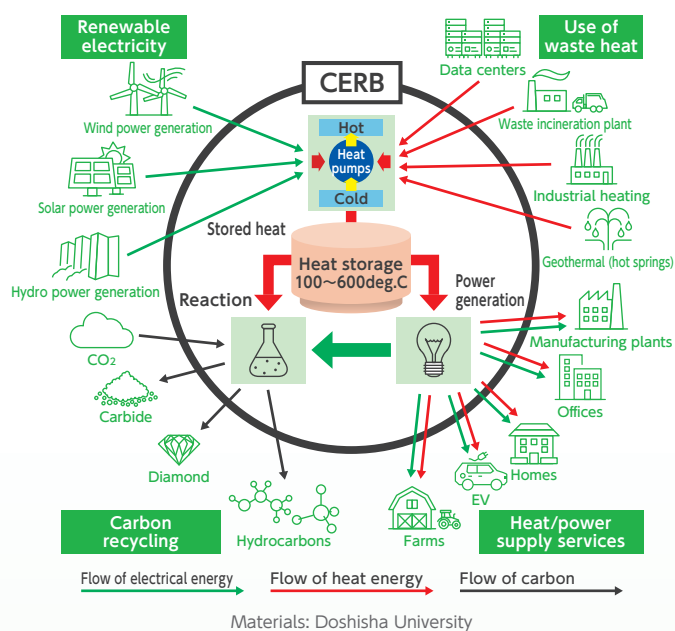 Renewable
electricity
Use of
waste heat
CERB
Data centers
Wind power generation
Waste incineration plant
Hot
Heat
pumps
Cold
Solar power generation
Industrial heating
Stored heat
Geothermal (hot springs)
Hydro power generation
Heat storage
100~600deg.C
Reaction
Power
generation
Manufacturing plants
CO₂
Carbide
Offices
Diamond
Homes
EV
Hydrocarbons
Farms
Carbon
recycling
Heat/power
supply services
Flow of electrical energy
Flow of heat energy
Flow of carbon
Materials: Doshisha University